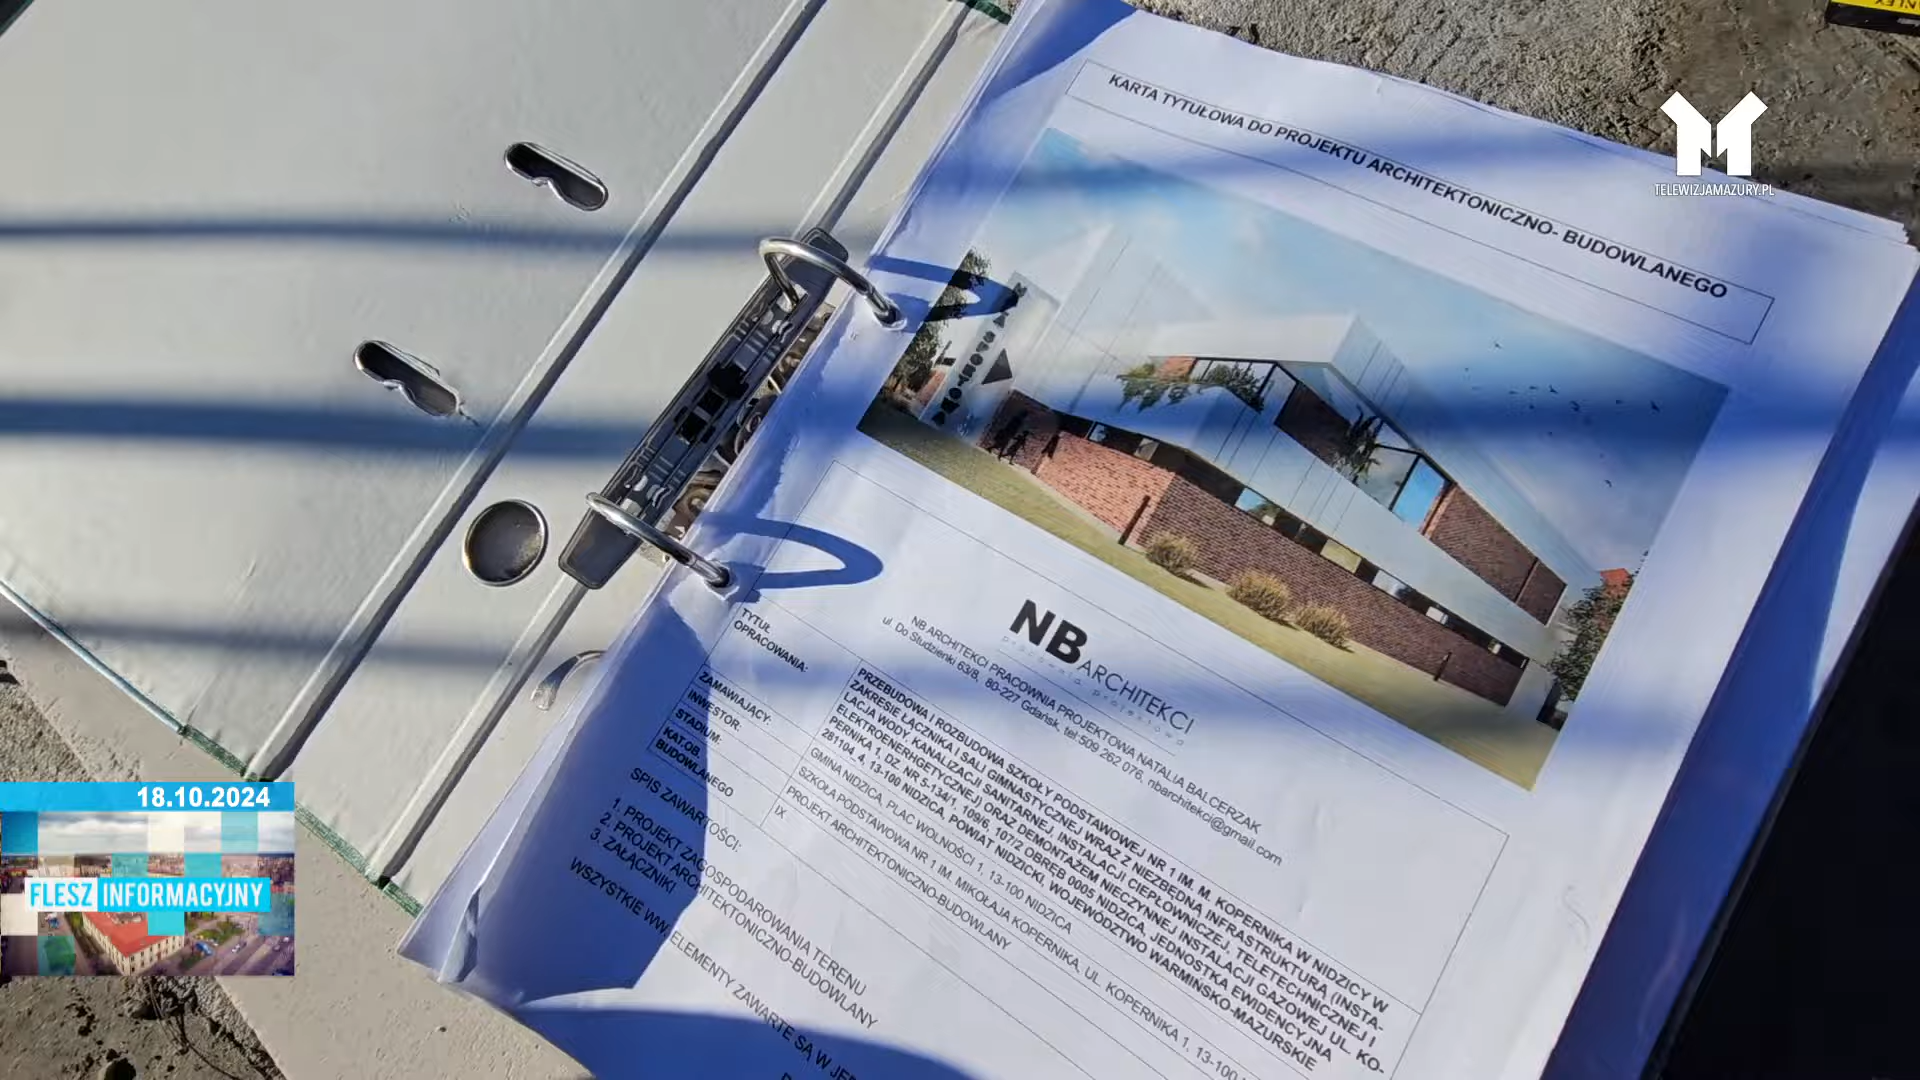 NLEX
TELEWIZJAMAZURY.PL
KARTA TYTUŁOWA DO PROJEKTU ARCHITEKTONICZNO- BUDOWLANEGO
NB ARCHITEKCI
pracownia projektowa
NB ARCHITEKCI PRACOWNIA PROJEKTOWA NATALIA BALCERZAK
ul. Do Studzienki 63/8, 80-227 Gdańsk, tel:509 262 076, nbarchitekci@gmail.com
TYTUŁ
OPRACOWANIA:
PRZEBUDOWA I ROZBUDOWA SZKOŁY PODSTAWOWEJ NR 1 IM. M. KOPERNIKA W NIDZICY W
ZAKRESIE ŁĄCZNIKA I SALI GIMNASTYCZNEJ WRAZ Z NIEZBĘDNĄ INFRASTRUKTURĄ (INSTA-
LACJA WODY, KANALIZACJI SANITARNEJ, INSTALACJI CIEPŁOWNICZEJ, TELETECHNICZNEJ I
ELEKTROENERHGETYCZNEJ) ORAZ DEMONTAŻEM NIECZYNNEJ INSTALACJI GAZOWEJ UL. KO-
PERNIKA 1, DZ. NR 5-134/1, 109/6, 107/2 OBRĘB 0005 NIDZICA, JEDNOSTKA EWIDENCYJNA
281104_4, 13-100 NIDZICA, POWIAT NIDZICKI, WOJEWÓDZTWO WARMIŃSKO-MAZURSKIE
ZAMAWIAJĄCY:
GMINA NIDZICA, PLAC WOLNOŚCI 1, 13-100 NIDZICA
INWESTOR:
SZKOŁA PODSTAWOWA NR 1 IM. MIKOŁAJA KOPERNIKA, UL. KOPERNIKA 1, 13-100
STADIUM:
PROJEKT ARCHITEKTONICZNO-BUDOWLANY
KAT.OB.
BUDOWLANEGO
IX
SPIS ZAWARTOŚCI:
1. PROJEKT ZAGOSPODAROWANIA TERENU
2. PROJEKT ARCHITEKTONICZNO-BUDOWLANY
3. ZAŁĄCZNIKI
WSZYSTKIE WW. ELEMENTY ZAWARTE SĄ W
18.10.2024
FLESZ INFORMACYJNY